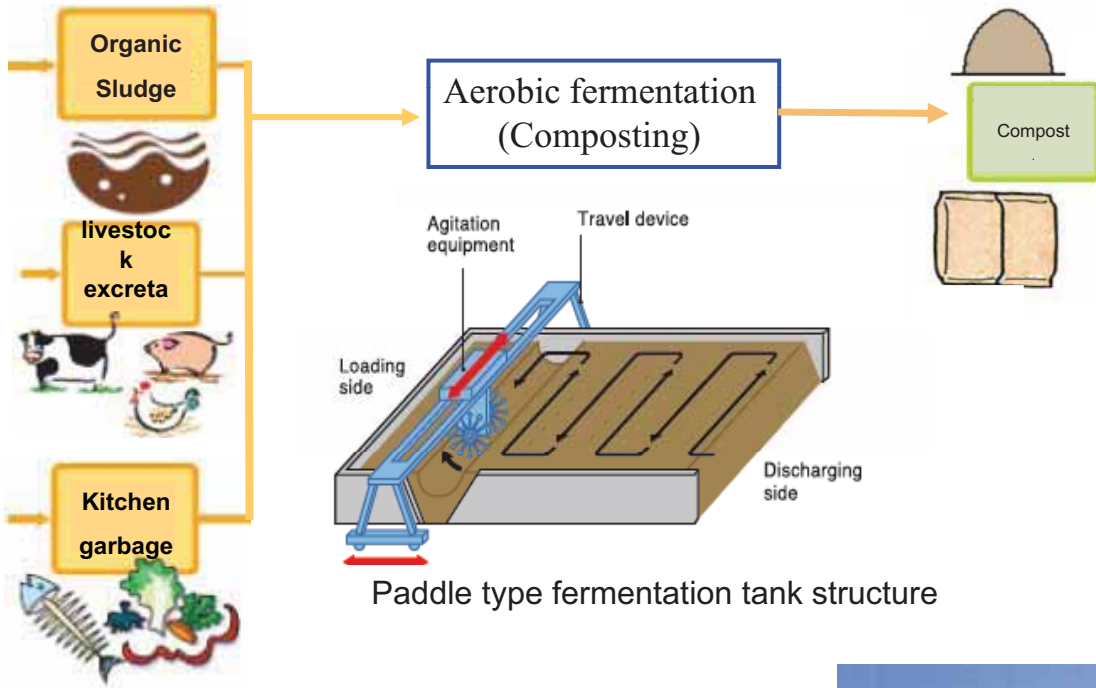 Organic
Sludge
Aerobic fermentation
(Composting)
Compost
.
livestoc
k
excreta
Agitation
equipment
Travel device
Loading
side
Discharging
side
Kitchen
garbage
Paddle type fermentation tank structure